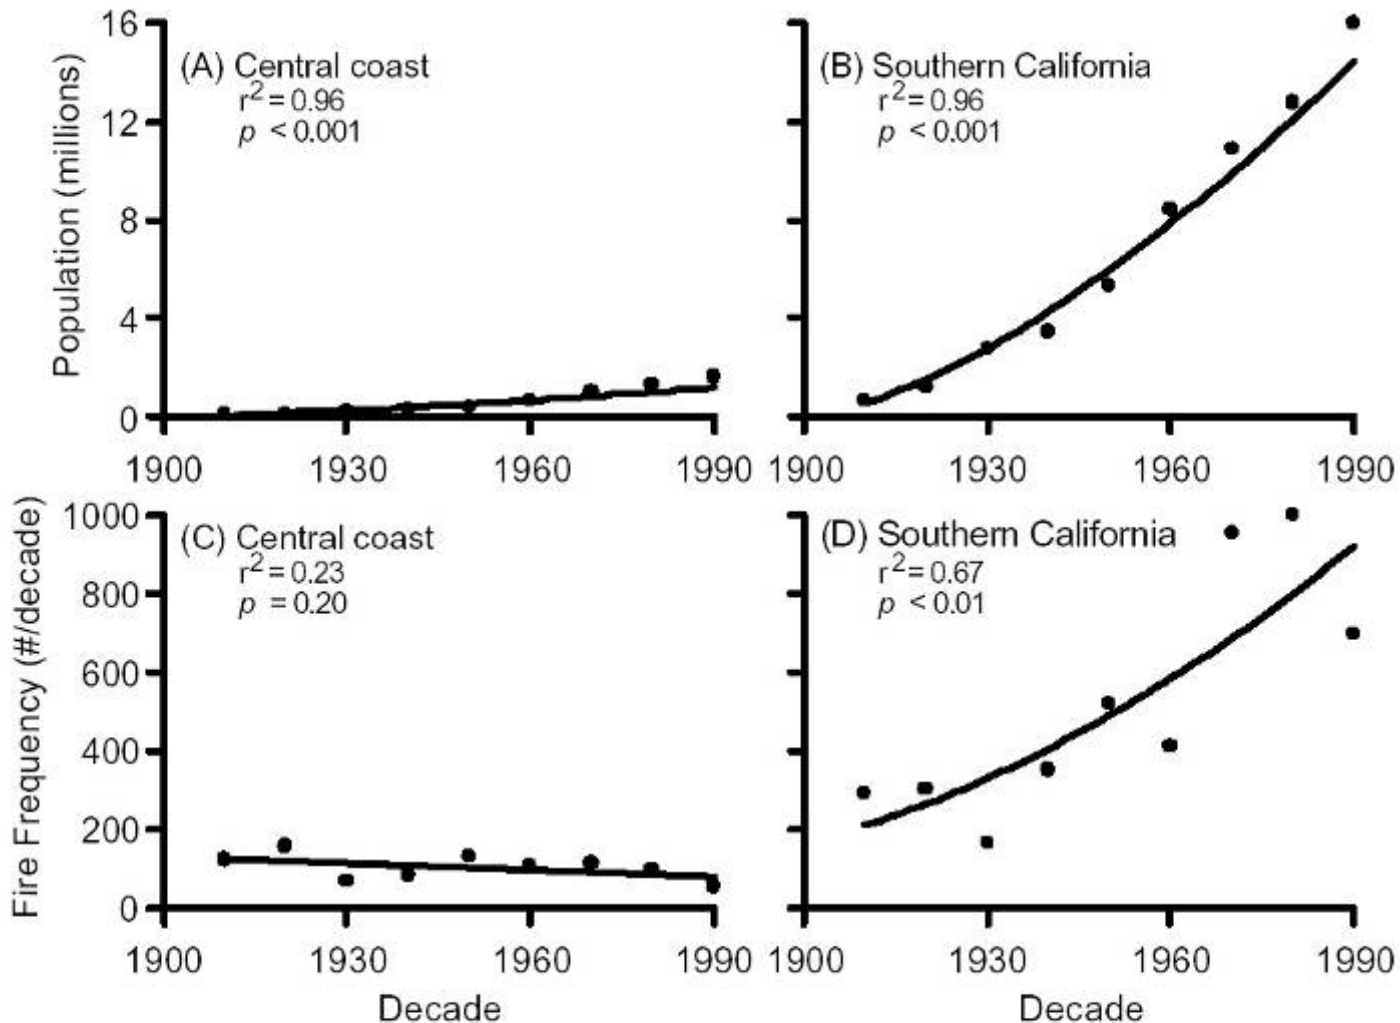 Population (millions)
16
12
8
4
0
(A) Central coast
r²=0.96
p <0.001
1900 1930 1960 1990
(B) Southern California
r²=0.96
p <0.001
1900 1930 1960 1990
Fire Frequency (#/decade)
1000
800
600
400
200
0
(C) Central coast
r²=0.23
p =0.20
1900 1930 1960 1990
Decade
(D) Southern California
r²=0.67
p <0.01
1900 1930 1960 1990
Decade